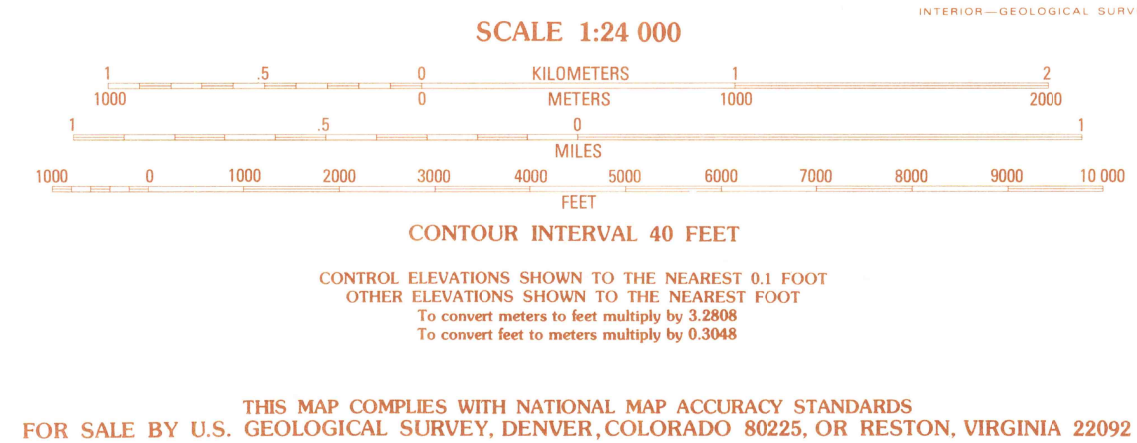 INTERIOR—GEOLOGICAL SURV
SCALE 1:24 000
1 .5 0 KILOMETERS 1 2
1000 0 METERS 1000 2000
1 .5 0 1
MILES
1000 0 1000 2000 3000 4000 5000 6000 7000 8000 9000 10 000
FEET
CONTOUR INTERVAL 40 FEET
CONTROL ELEVATIONS SHOWN TO THE NEAREST 0.1 FOOT
OTHER ELEVATIONS SHOWN TO THE NEAREST FOOT
To convert meters to feet multiply by 3.2808
To convert feet to meters multiply by 0.3048
THIS MAP COMPLIES WITH NATIONAL MAP ACCURACY STANDARDS
FOR SALE BY U.S. GEOLOGICAL SURVEY, DENVER, COLORADO 80225, OR RESTON, VIRGINIA 22092